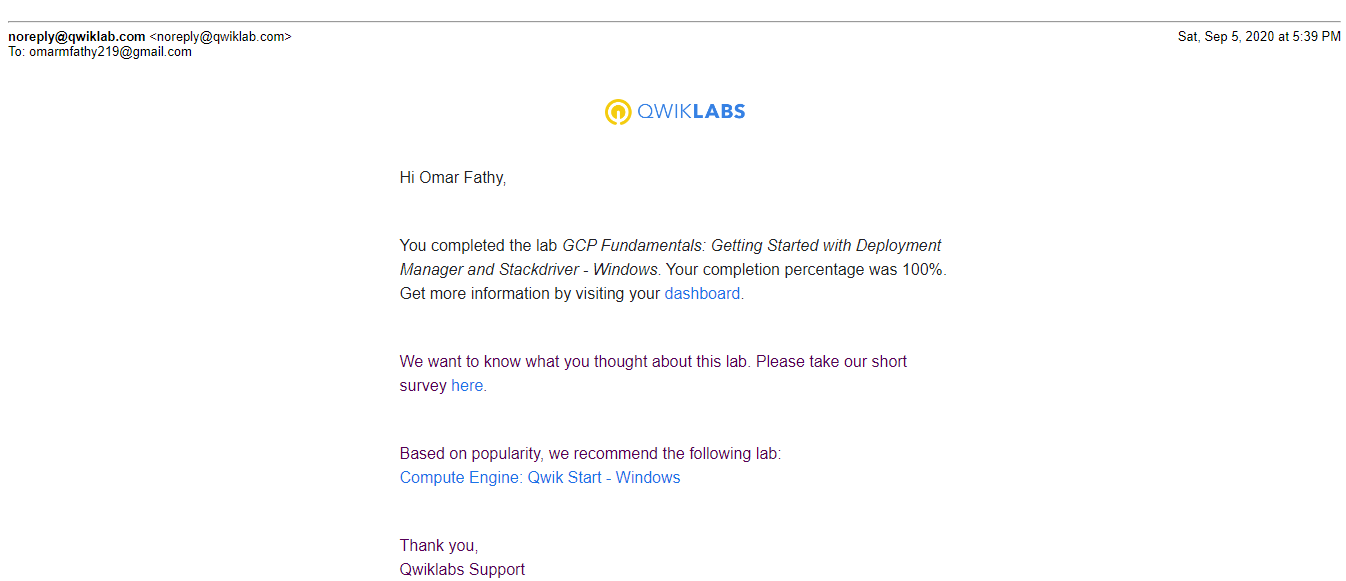 noreply@qwiklab.com <noreply@qwiklab.com>
Sat, Sep 5, 2020 at 5:39 PM
To: omarmfathy219@gmail.com
QWIKLABS
Hi Omar Fathy,
You completed the lab GCP Fundamentals: Getting Started with Deployment
Manager and Stackdriver - Windows. Your completion percentage was 100%.
Get more information by visiting your dashboard.
We want to know what you thought about this lab. Please take our short
survey here.
Based on popularity, we recommend the following lab:
Compute Engine: Qwik Start - Windows
Thank you,
Qwiklabs Support